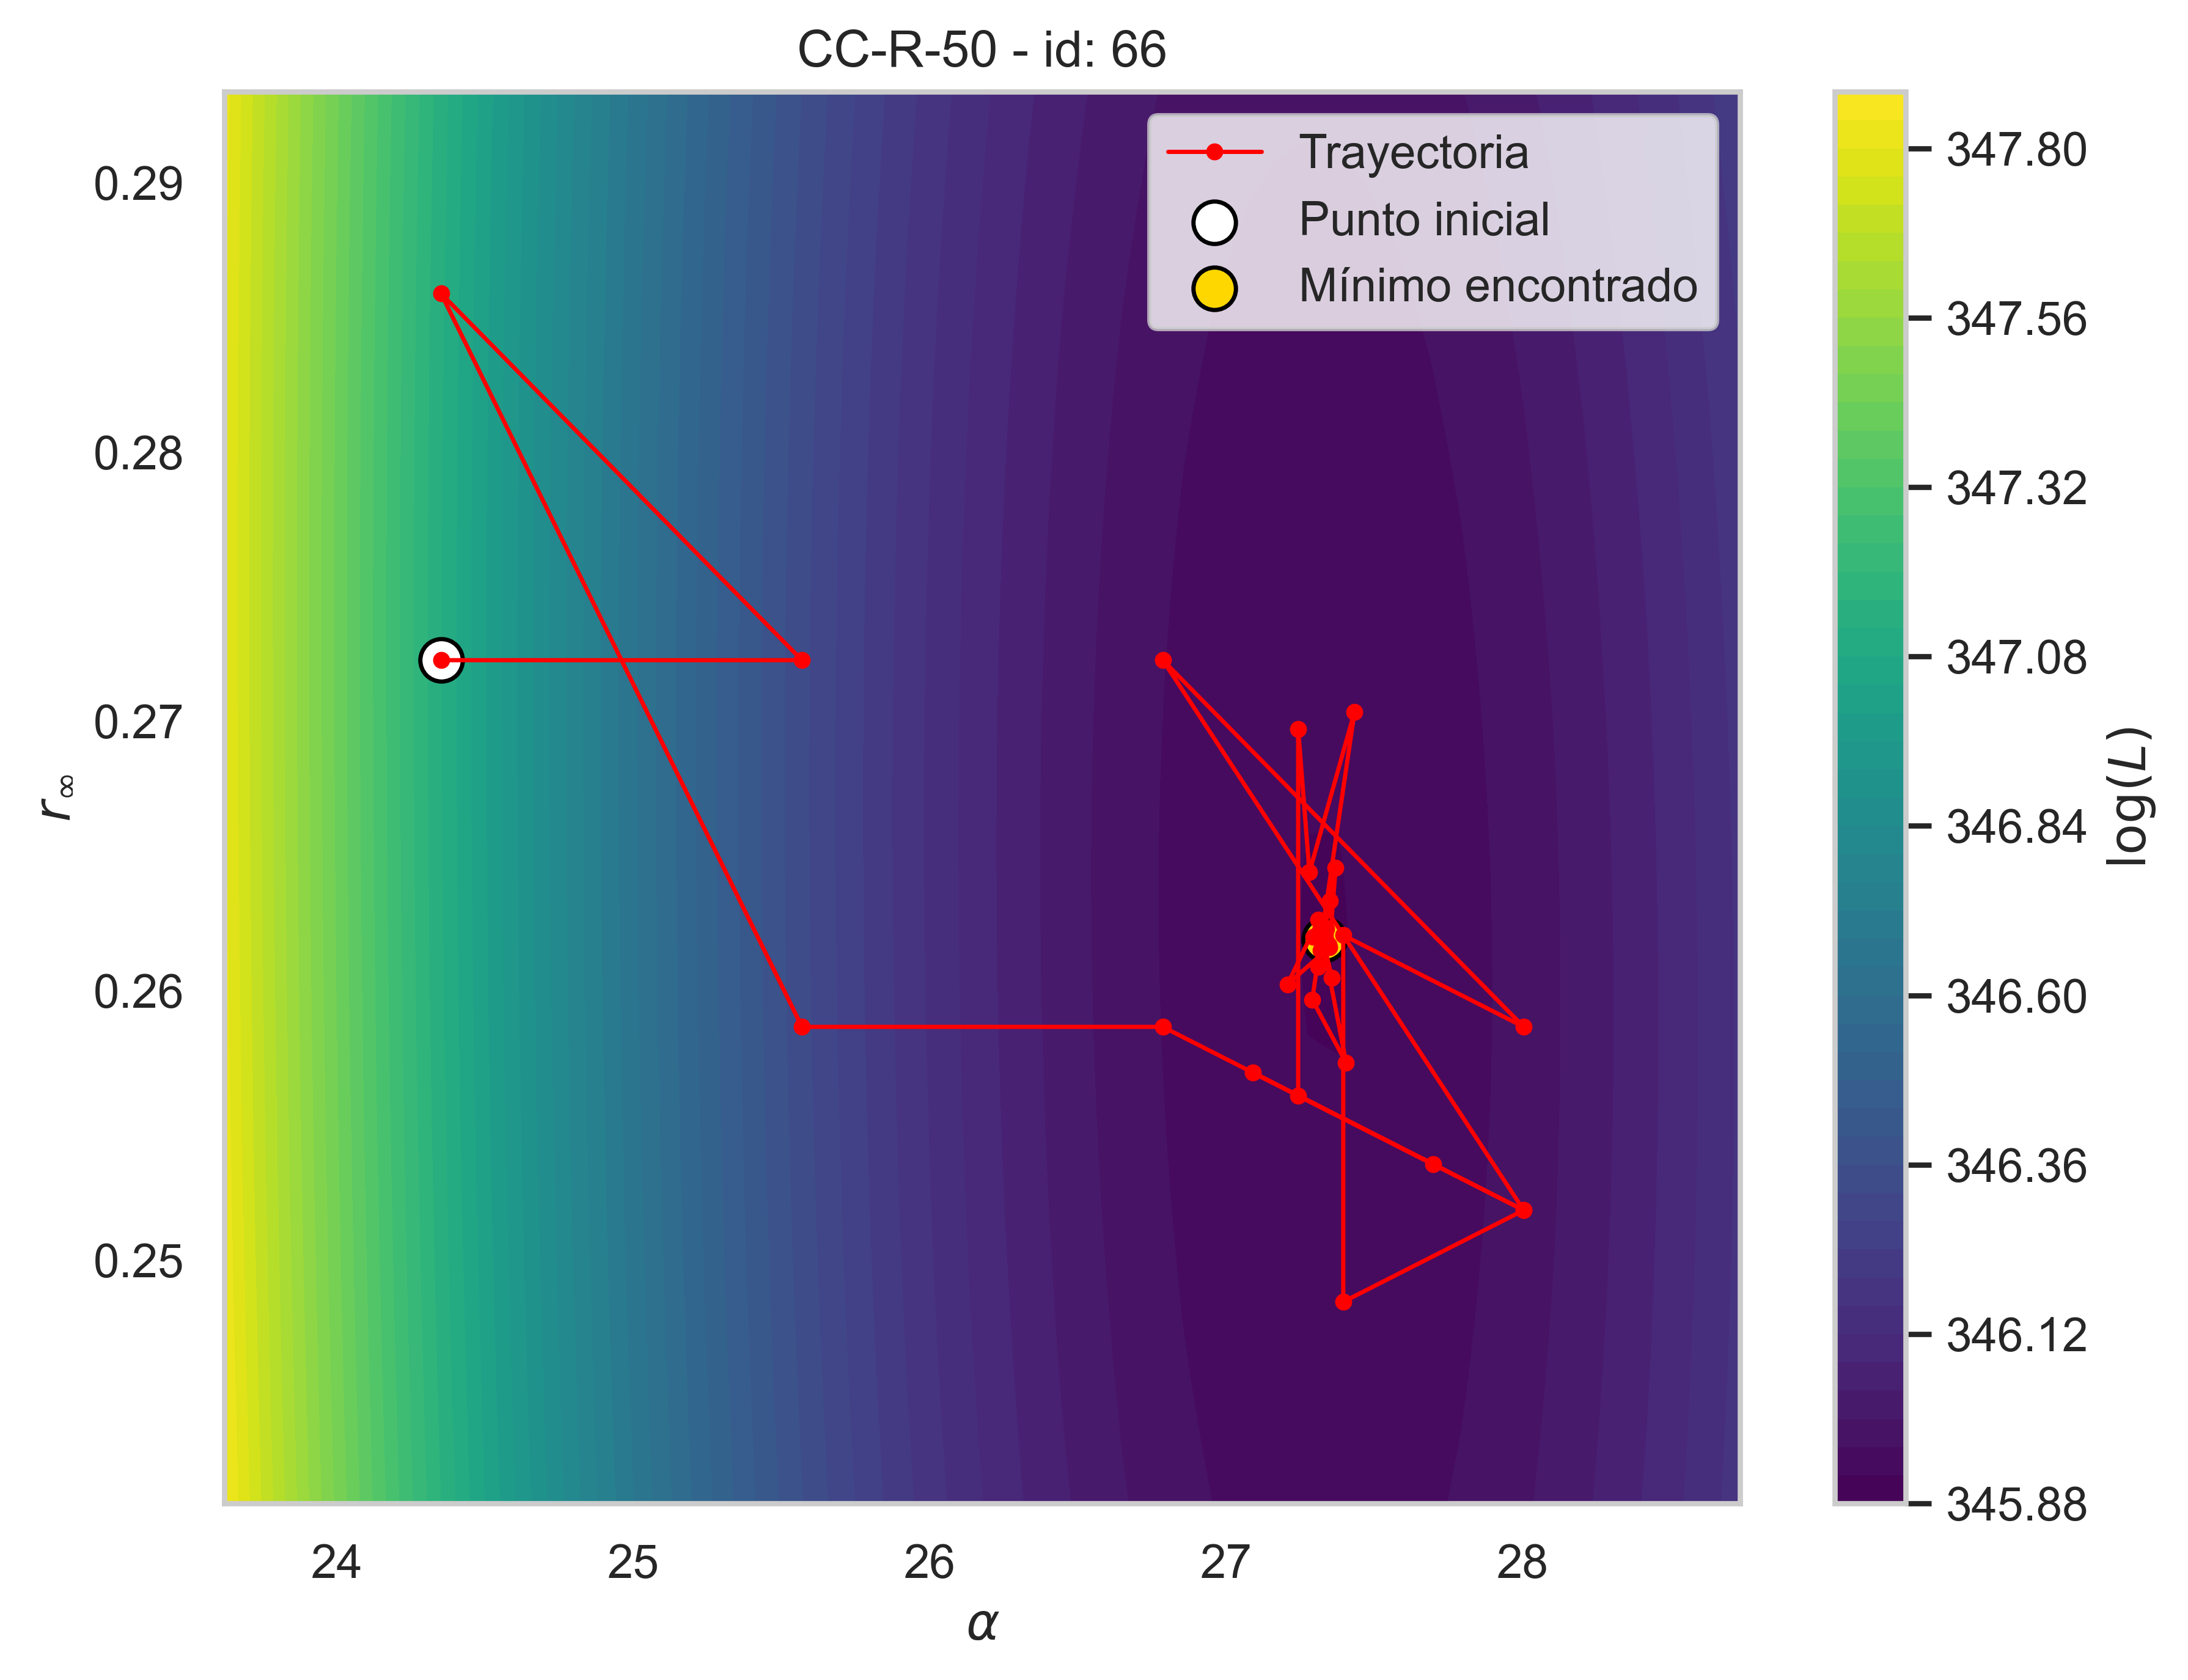 CC-R-50 - id: 66
Trayectoria
Punto inicial
Mínimo encontrado
0.29
0.28
0.27
0.26
0.25
r∞
24
25
26
27
28
α
347.80
347.56
347.32
347.08
346.84
346.60
346.36
346.12
345.88
log(L)